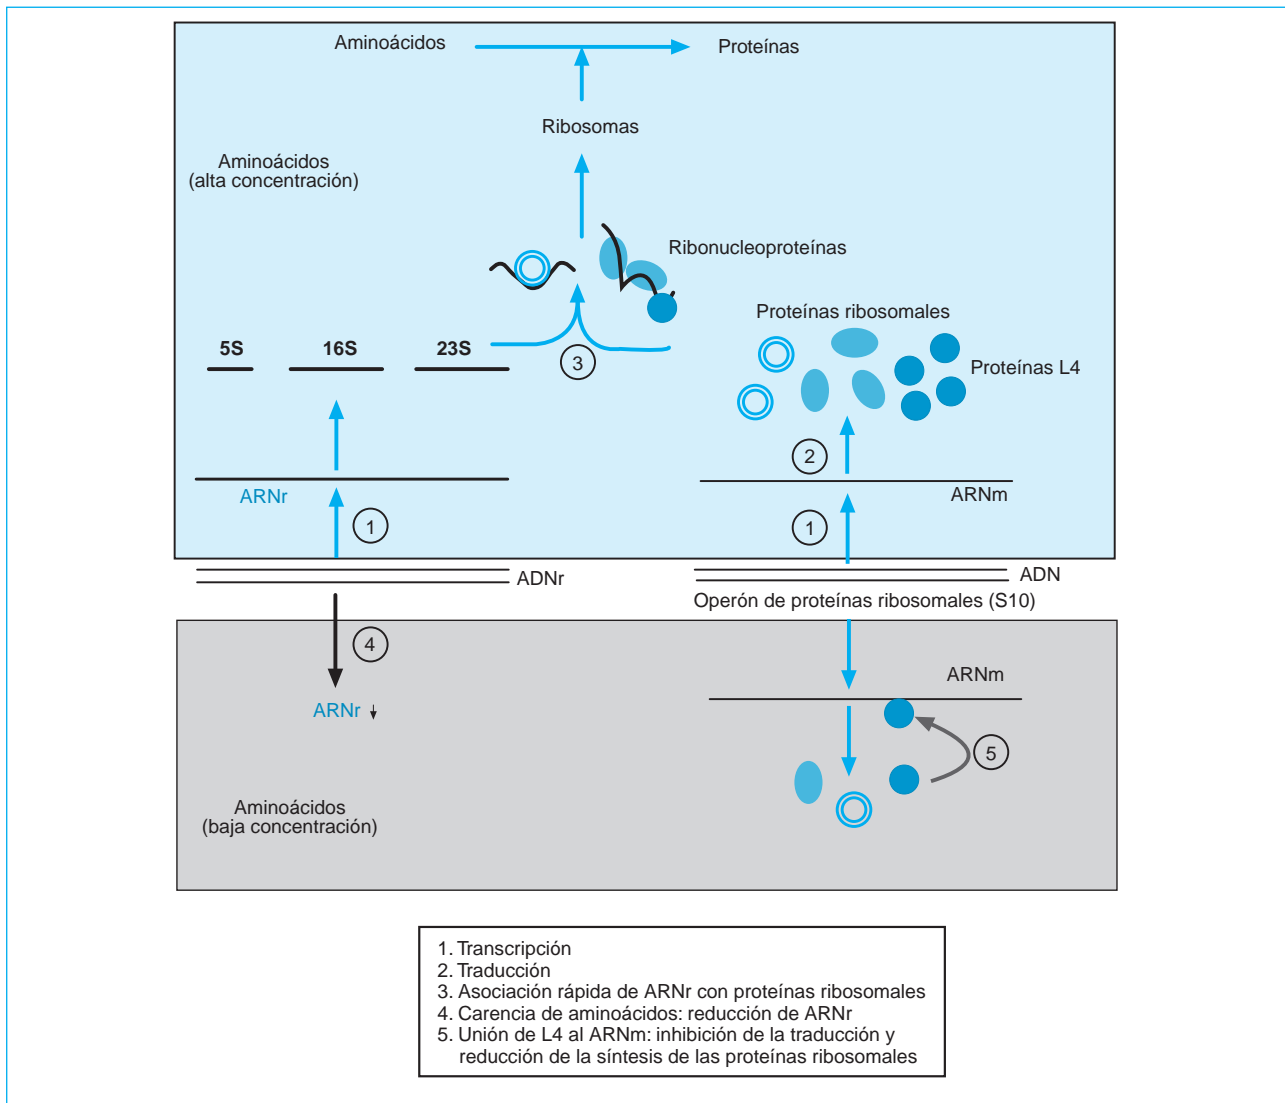 Aminoácidos
Proteínas
Ribosomas
Aminoácidos
(alta concentración)
Ribonucleoproteínas
Proteínas ribosomales
5S
16S
23S
3
Proteínas L4
2
ARNr
ARNm
1
1
ADNr
ADN
Operón de proteínas ribosomales (S10)
4
ARNm
ARNr
5
Aminoácidos
(baja concentración)
1. Transcripción
2. Traducción
3. Asociación rápida de ARNr con proteínas ribosomales
4. Carencia de aminoácidos: reducción de ARNr
5. Unión de L4 al ARNm: inhibición de la traducción y
reducción de la síntesis de las proteínas ribosomales